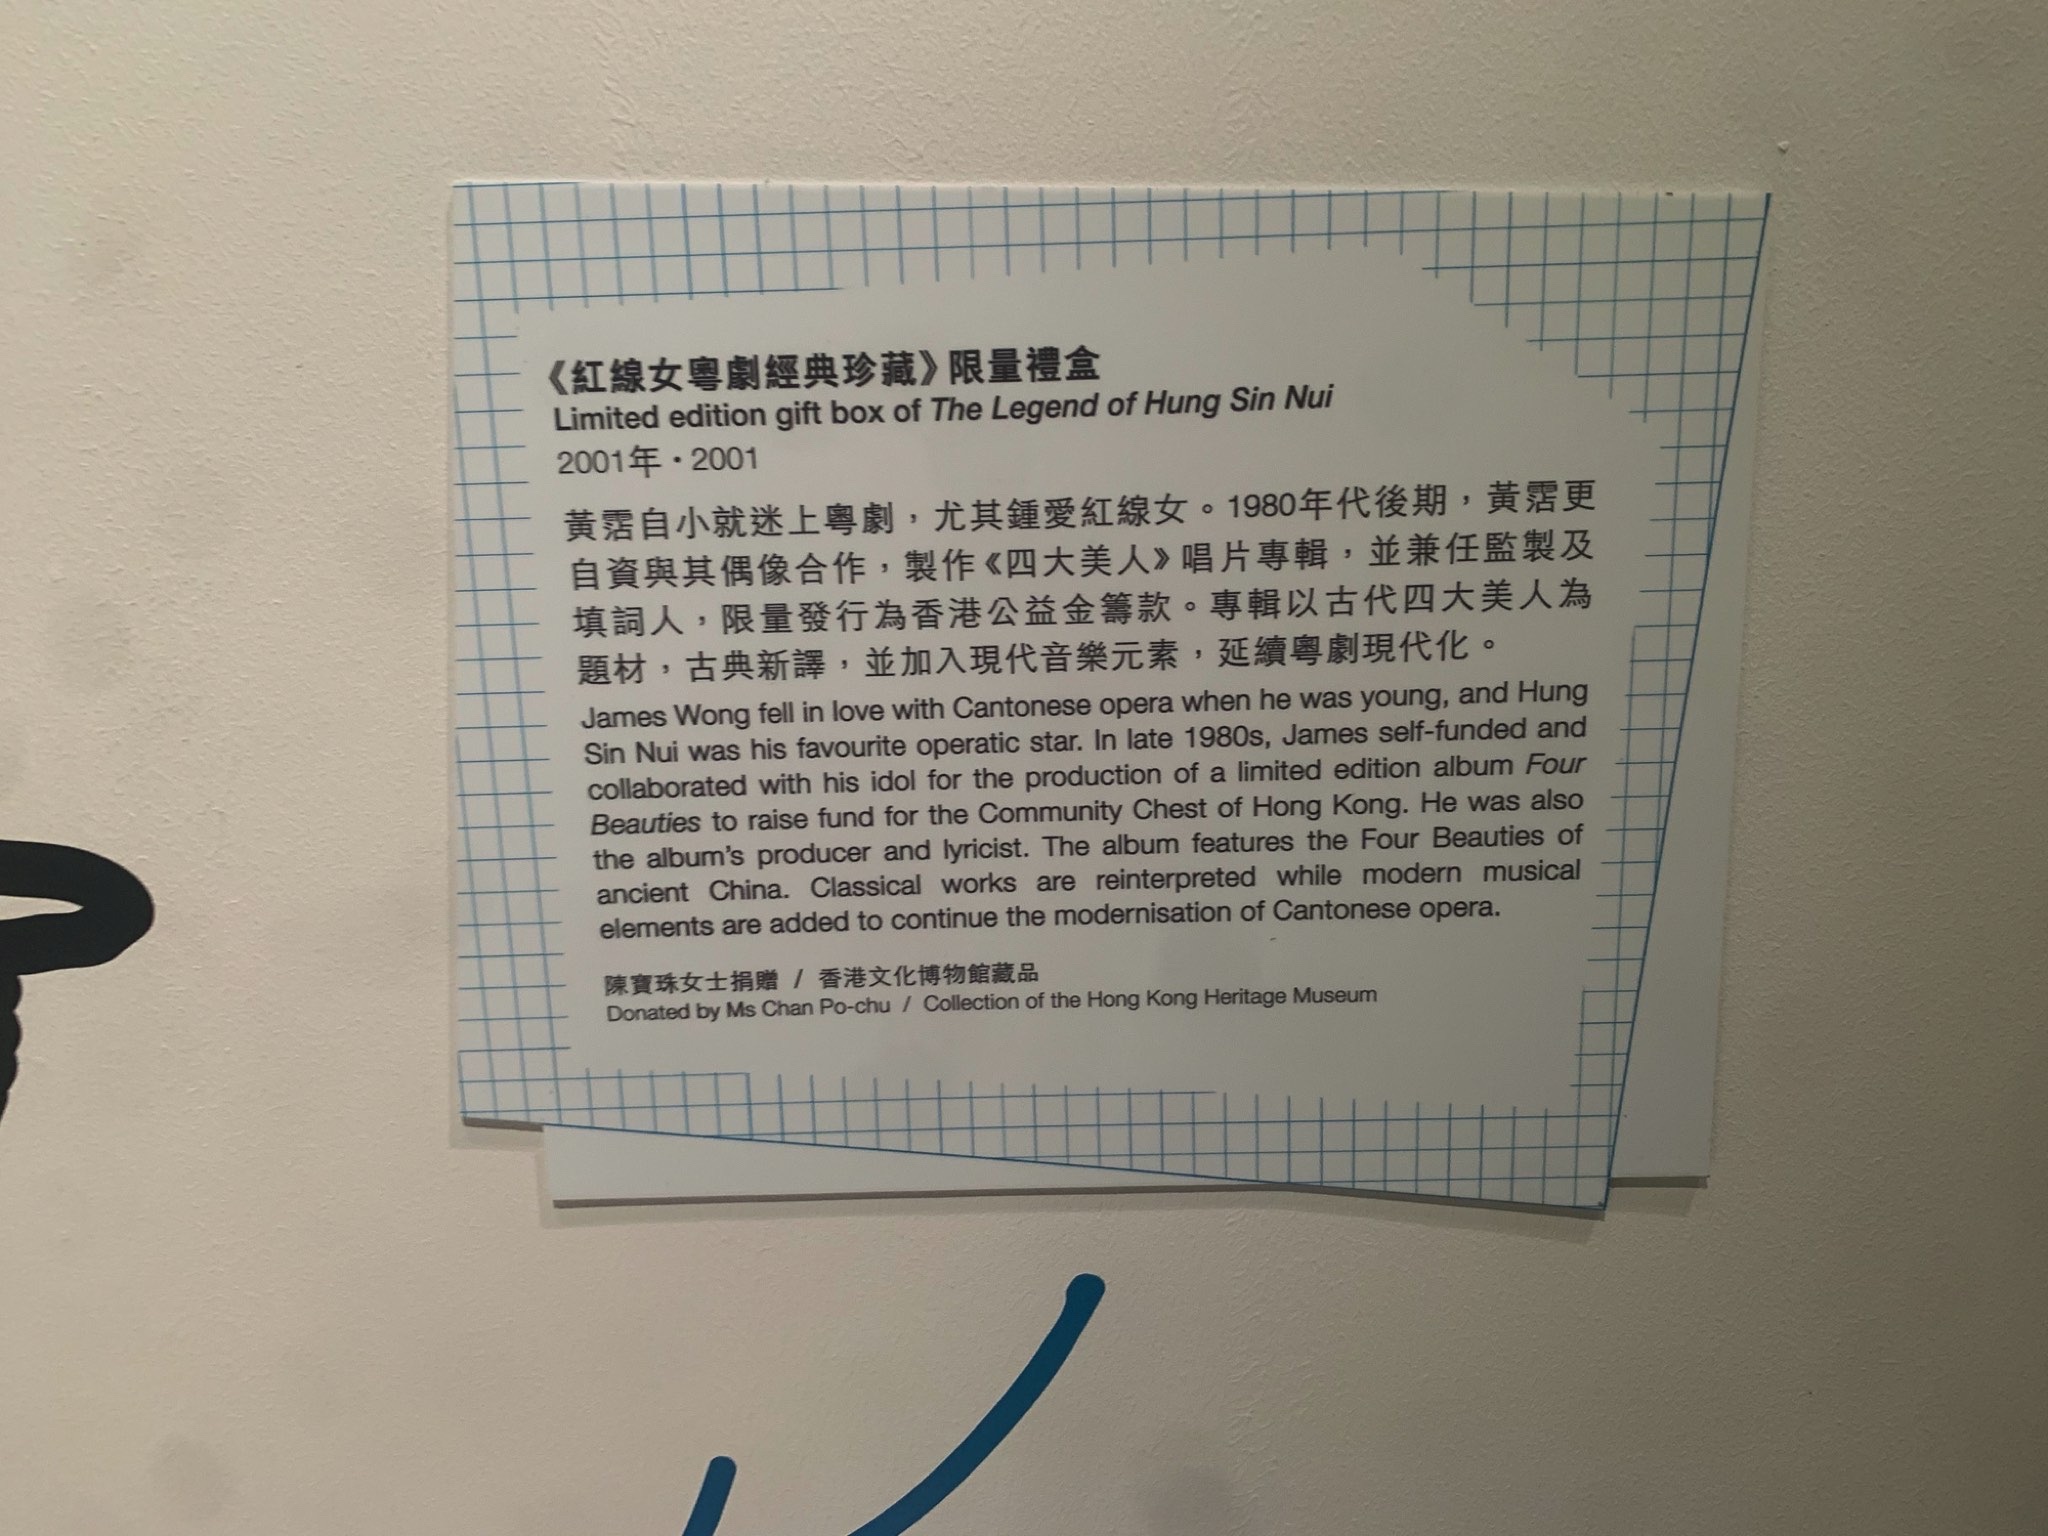 《紅線女粵劇經典珍藏》限量禮盒
Limited edition gift box of The Legend of Hung Sin Nui
2001年・2001
黃霑自小就迷上粵劇，尤其鍾愛紅線女。1980年代後期，黃霑更
自資與其偶像合作，製作《四大美人》唱片專輯，並兼任監製及
填詞人，限量發行為香港公益金籌款。專輯以古代四大美人為
題材，古典新譯，並加入現代音樂元素，延續粵劇現代化。
James Wong fell in love with Cantonese opera when he was young, and Hung
Sin Nui was his favourite operatic star. In late 1980s, James self-funded and
collaborated with his idol for the production of a limited edition album Four
Beauties to raise fund for the Community Chest of Hong Kong. He was also
the album's producer and lyricist. The album features the Four Beauties of
ancient China. Classical works are reinterpreted while modern musical
elements are added to continue the modernisation of Cantonese opera.
陳寶珠女士捐贈 / 香港文化博物館藏品
Donated by Ms Chan Po-chu / Collection of the Hong Kong Heritage Museum